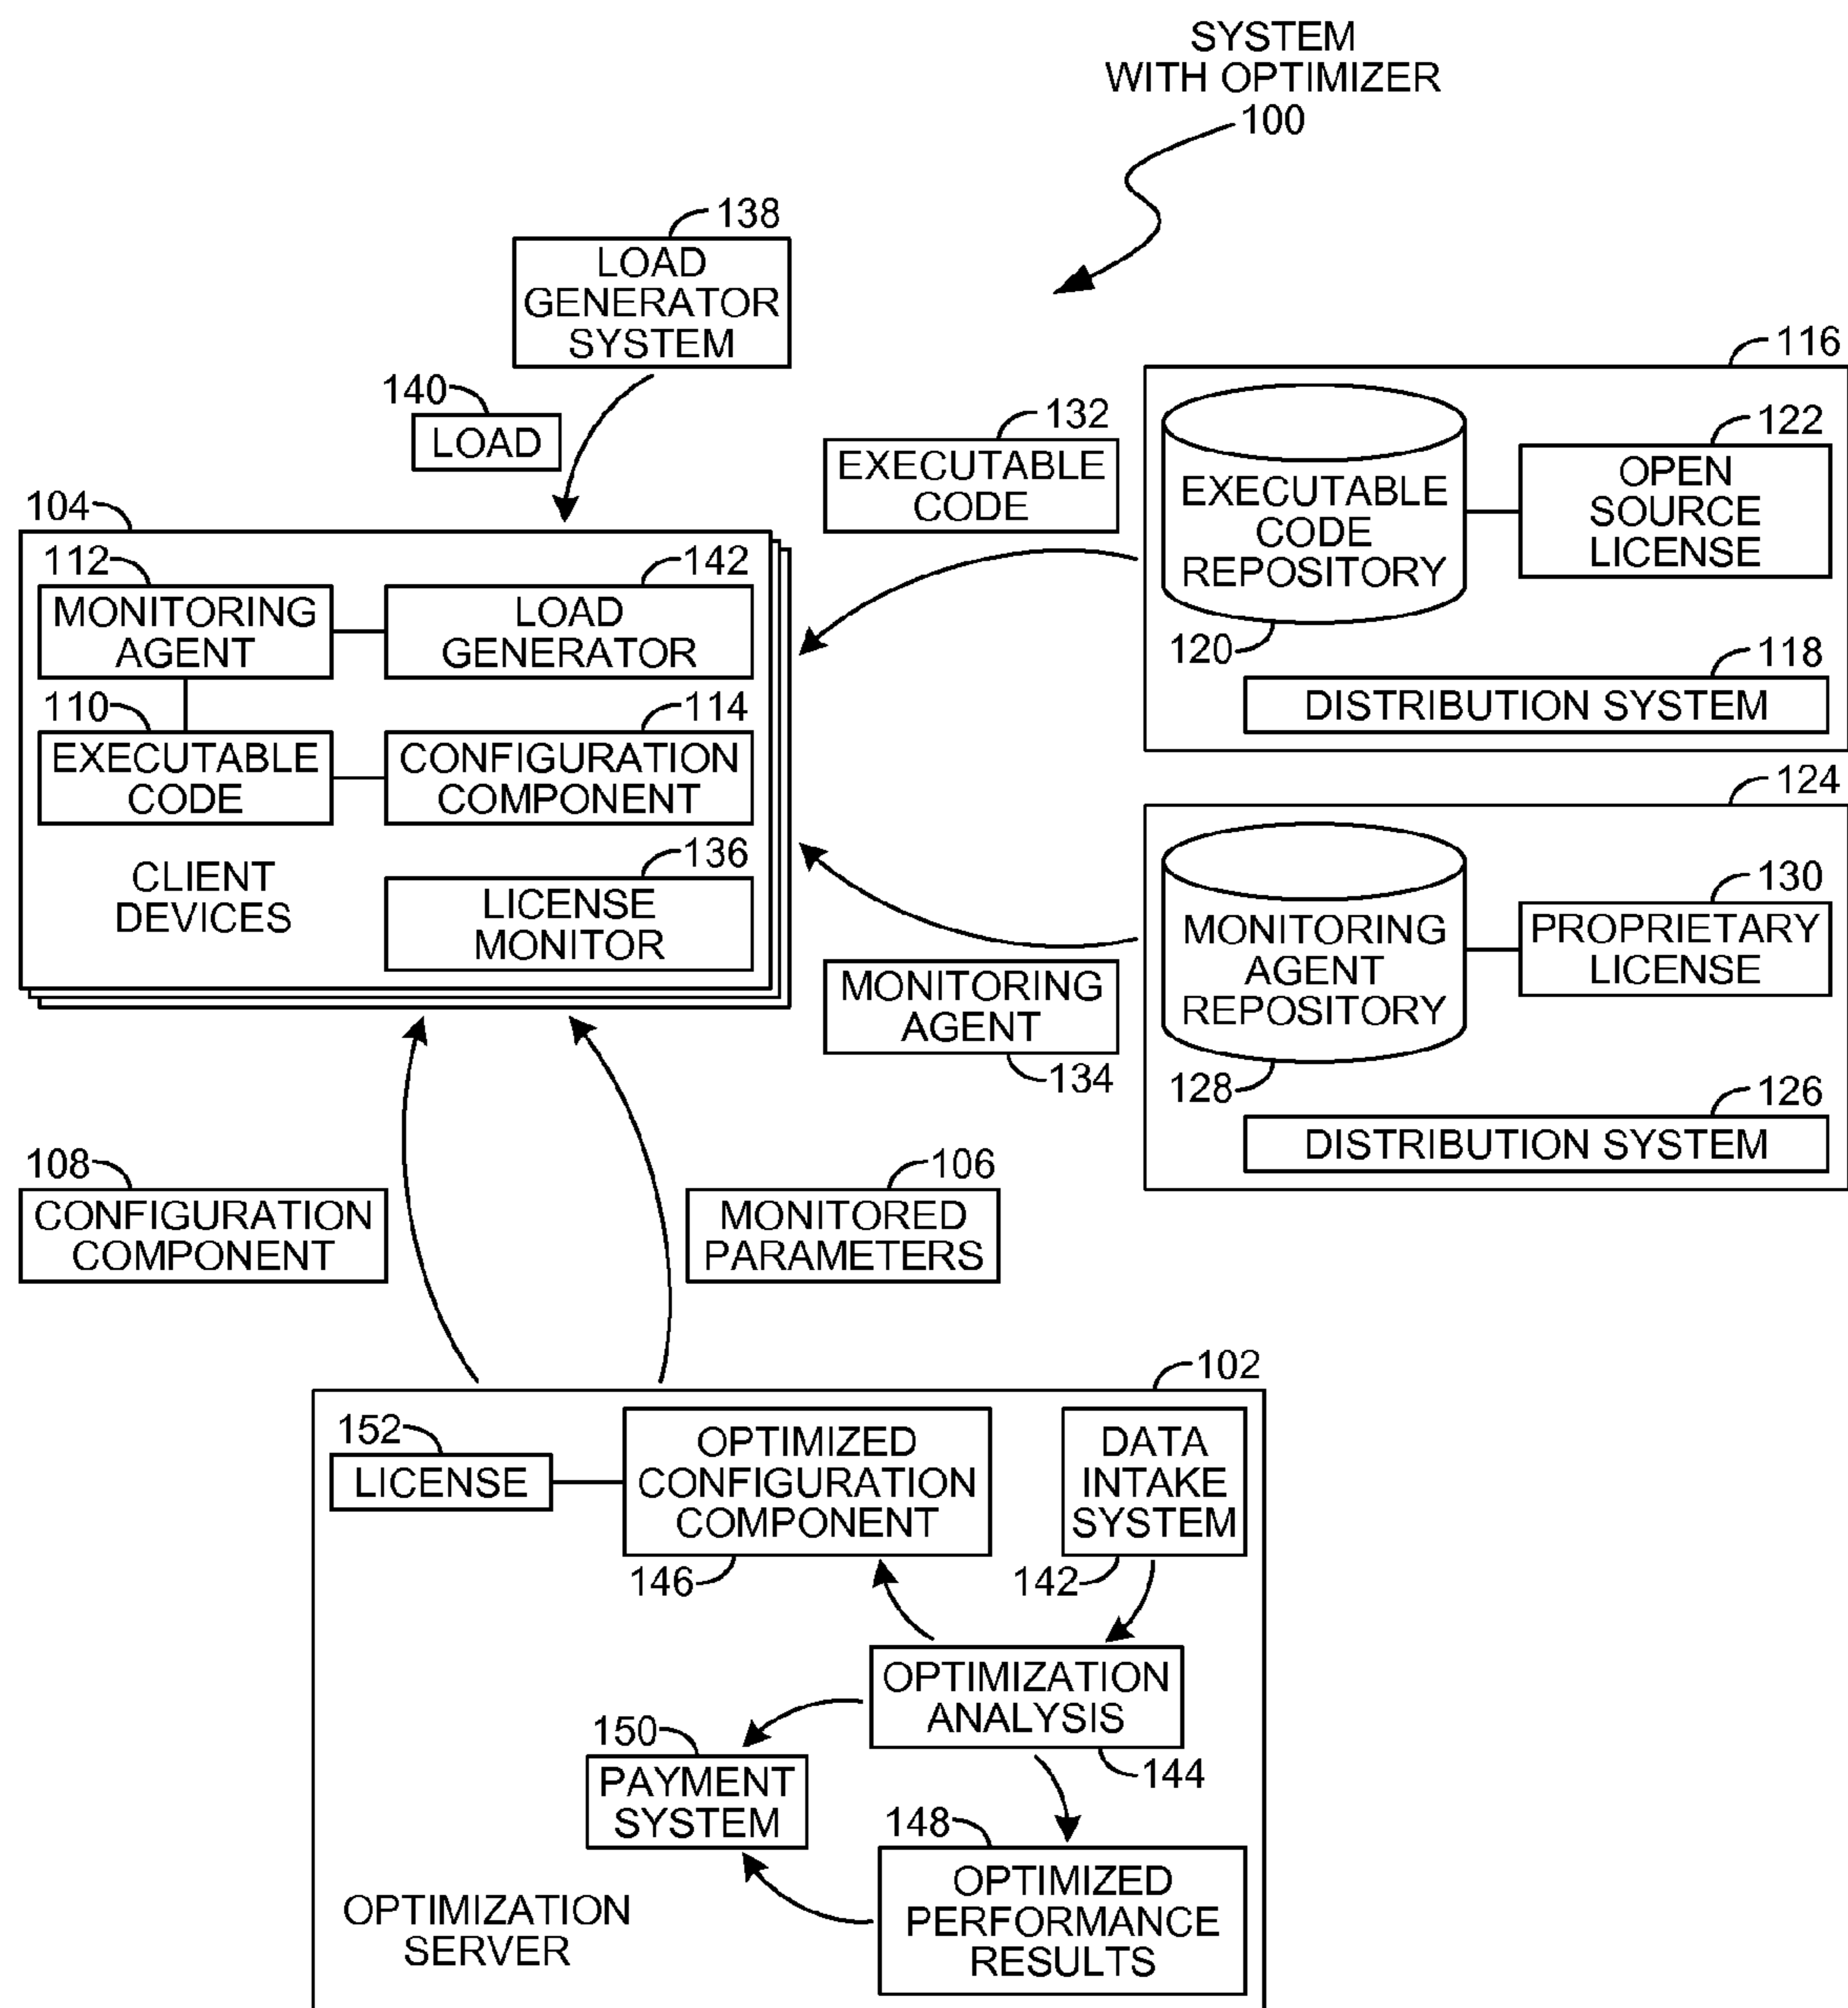 SYSTEM
WITH OPTIMIZER
100
138
LOAD
GENERATOR
SYSTEM
140
LOAD
116
132
EXECUTABLE
CODE
EXECUTABLE
CODE
REPOSITORY
120
122
OPEN
SOURCE
LICENSE
118
DISTRIBUTION SYSTEM
104
112
MONITORING
AGENT
142
LOAD
GENERATOR
110
EXECUTABLE
CODE
114
CONFIGURATION
COMPONENT
CLIENT
DEVICES
136
LICENSE
MONITOR
124
MONITORING
AGENT
REPOSITORY
128
130
PROPRIETARY
LICENSE
126
DISTRIBUTION SYSTEM
MONITORING
AGENT
134
108
CONFIGURATION
COMPONENT
106
MONITORED
PARAMETERS
102
152
LICENSE
OPTIMIZED
CONFIGURATION
COMPONENT
146
DATA
INTAKE
SYSTEM
142
OPTIMIZATION
ANALYSIS
144
150
PAYMENT
SYSTEM
148
OPTIMIZED
PERFORMANCE
RESULTS
OPTIMIZATION
SERVER